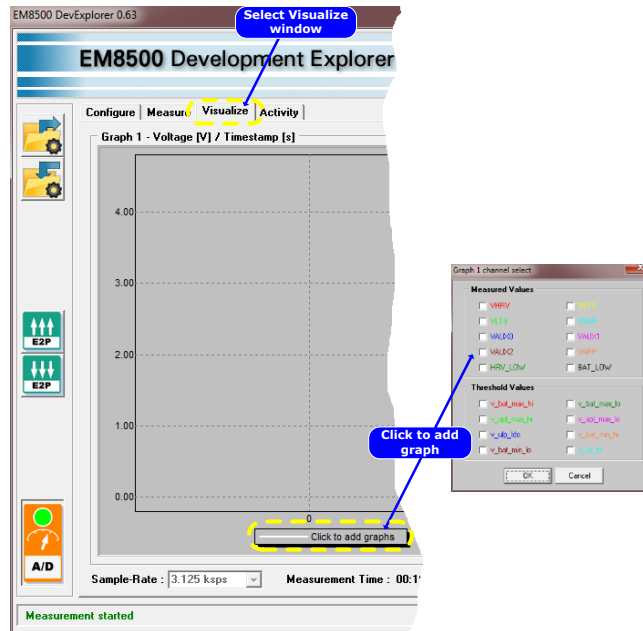 EM8500 DevExplorer 0.63
Select Visualize
window
EM8500 Development Explorer
Configure
Measure
Visualize
Activity
Graph 1 - Voltage [V] / Timestamp [s]
4.00
3.00
2.00
1.00
0.00
0
E2P
E2P
A/D
Click to add graphs
Sample-Rate : 3.125 ksps
Measurement Time :
Measurement started
Click to add
graph
Graph 1 channel select
Measured Values
VHRV
VLTS
VAUX0
VAUX1
VAUX2
HRV_LOW
BAT_LOW
Threshold Values
v_bat_max_hi
v_bat_max_lo
v_apl_max_hi
v_apl_max_lo
v_ulp_ldo
v_bat_min_hi
v_bat_min_lo
OK
Cancel